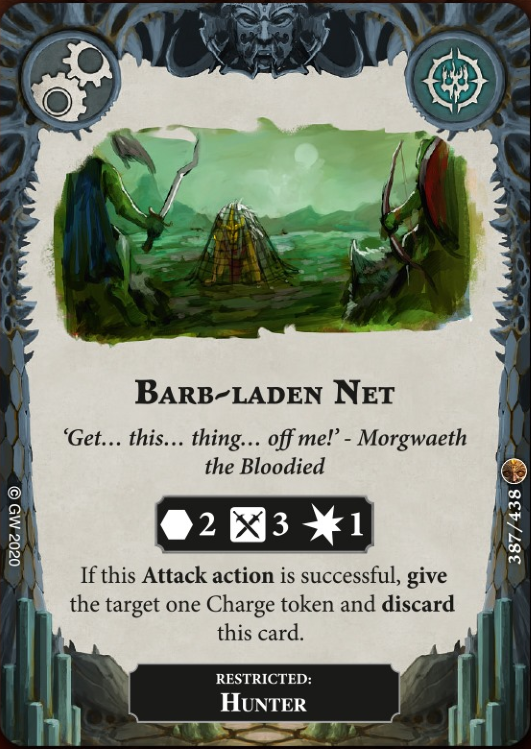 Barb-laden Net
‘Get... this... thing... off me!’ - Morgwaeth
the Bloodied
2 3 1
If this Attack action is successful, give
the target one Charge token and discard
this card.
RESTRICTED:
Hunter
© GW 2020
387/438